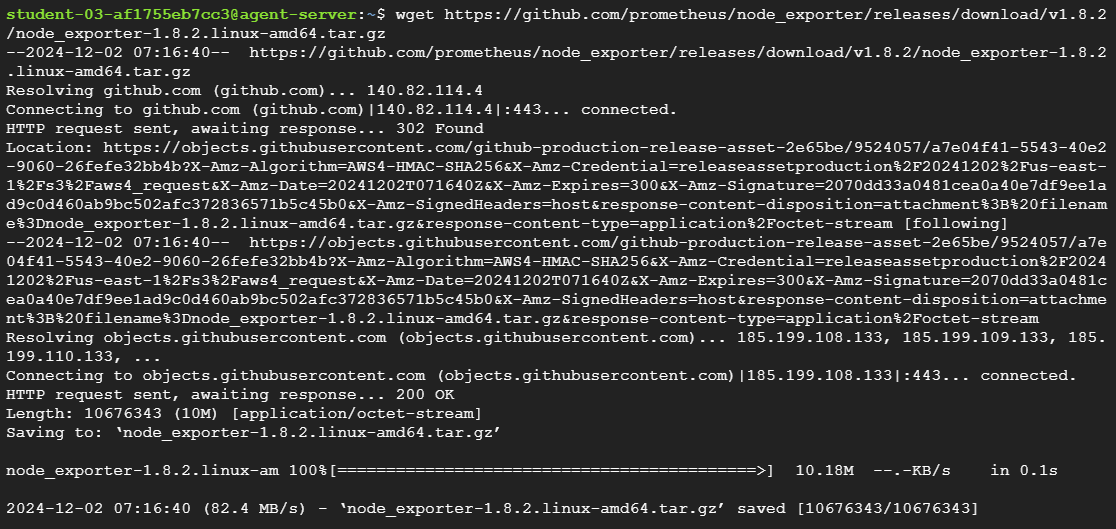 student-03-af1755eb7cc3@agent-server:~$ wget https://github.com/prometheus/node_exporter/releases/download/v1.8.2
/node_exporter-1.8.2.linux-amd64.tar.gz
--2024-12-02 07:16:40--  https://github.com/prometheus/node_exporter/releases/download/v1.8.2/node_exporter-1.8.2
.linux-amd64.tar.gz
Resolving github.com (github.com)... 140.82.114.4
Connecting to github.com (github.com)|140.82.114.4|:443... connected.
HTTP request sent, awaiting response... 302 Found
Location: https://objects.githubusercontent.com/github-production-release-asset-2e65be/9524057/a7e04f41-5543-40e2
-9060-26fefe32bb4b?X-Amz-Algorithm=AWS4-HMAC-SHA256&X-Amz-Credential=releaseassetproduction%2F20241202%2Fus-east-
1%2Fs3%2Faws4_request&X-Amz-Date=20241202T071640Z&X-Amz-Expires=300&X-Amz-Signature=2070dd33a0481cea0a40e7df9ee1a
d9c0d460ab9bc502afc372836571b5c45b0&X-Amz-SignedHeaders=host&response-content-disposition=attachment%3B%20filenam
e%3Dnode_exporter-1.8.2.linux-amd64.tar.gz&response-content-type=application%2Foctet-stream [following]
--2024-12-02 07:16:40--  https://objects.githubusercontent.com/github-production-release-asset-2e65be/9524057/a7e
04f41-5543-40e2-9060-26fefe32bb4b?X-Amz-Algorithm=AWS4-HMAC-SHA256&X-Amz-Credential=releaseassetproduction%2F2024
1202%2Fus-east-1%2Fs3%2Faws4_request&X-Amz-Date=20241202T071640Z&X-Amz-Expires=300&X-Amz-Signature=2070dd33a0481c
ea0a40e7df9ee1ad9c0d460ab9bc502afc372836571b5c45b0&X-Amz-SignedHeaders=host&response-content-disposition=attachme
nt%3B%20filename%3Dnode_exporter-1.8.2.linux-amd64.tar.gz&response-content-type=application%2Foctet-stream
Resolving objects.githubusercontent.com (objects.githubusercontent.com)... 185.199.108.133, 185.199.109.133, 185.
199.110.133, ...
Connecting to objects.githubusercontent.com (objects.githubusercontent.com)|185.199.108.133|:443... connected.
HTTP request sent, awaiting response... 200 OK
Length: 10676343 (10M) [application/octet-stream]
Saving to: ‘node_exporter-1.8.2.linux-amd64.tar.gz’
node_exporter-1.8.2.linux-am 100%[===========================================>]  10.18M  --.-KB/s    in 0.1s
2024-12-02 07:16:40 (82.4 MB/s) - ‘node_exporter-1.8.2.linux-amd64.tar.gz’ saved [10676343/10676343]